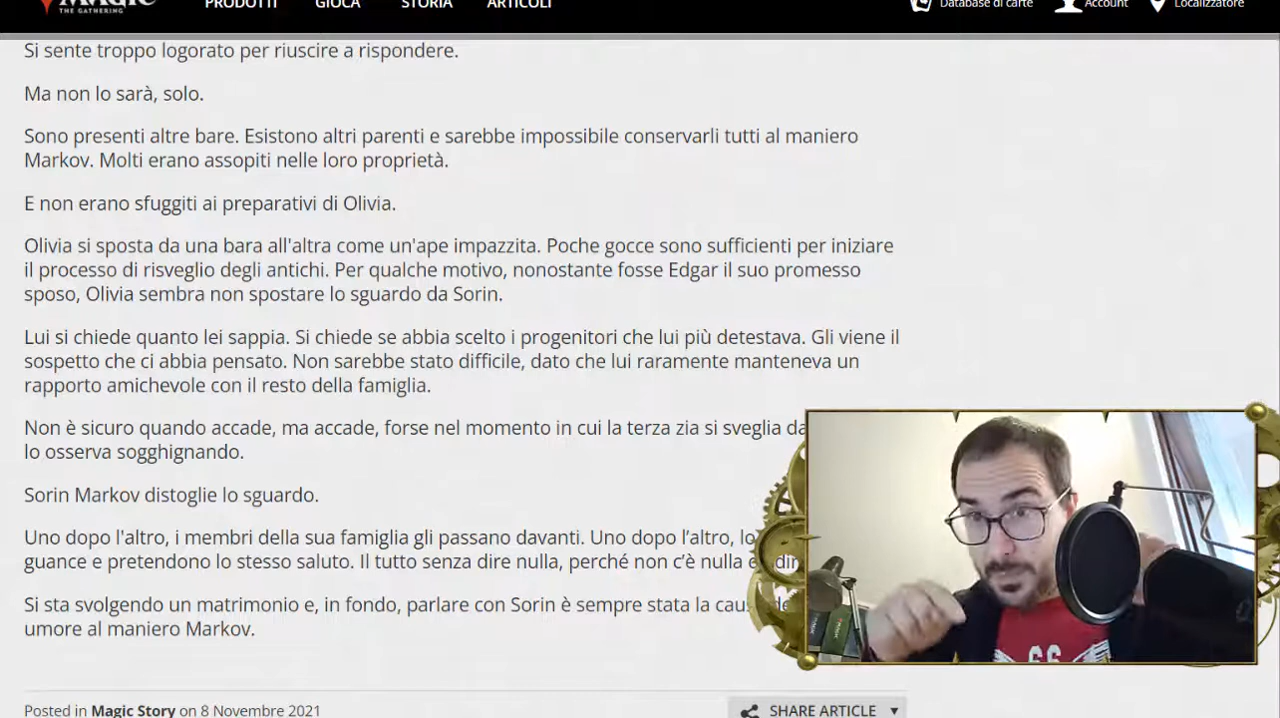 MAGIC
THE GATHERING
PRODOTTI
GIOCA
STORIA
ARTICOLI
Database di carte
Account
Localizzatore
Si sente troppo logorato per riuscire a rispondere.
Ma non lo sarà, solo.
Sono presenti altre bare. Esistono altri parenti e sarebbe impossibile conservarli tutti al maniero
Markov. Molti erano assopiti nelle loro proprietà.
E non erano sfuggiti ai preparativi di Olivia.
Olivia si sposta da una bara all'altra come un'ape impazzita. Poche gocce sono sufficienti per iniziare
il processo di risveglio degli antichi. Per qualche motivo, nonostante fosse Edgar il suo promesso
sposo, Olivia sembra non spostare lo sguardo da Sorin.
Lui si chiede quanto lei sappia. Si chiede se abbia scelto i progenitori che lui più detestava. Gli viene il
sospetto che ci abbia pensato. Non sarebbe stato difficile, dato che lui raramente manteneva un
rapporto amichevole con il resto della famiglia.
Non è sicuro quando accade, ma accade, forse nel momento in cui la terza zia si sveglia da
lo osserva sogghignando.
Sorin Markov distoglie lo sguardo.
Uno dopo l'altro, i membri della sua famiglia gli passano davanti. Uno dopo l’altro, lo
guance e pretendono lo stesso saluto. Il tutto senza dire nulla, perché non c’è nulla
Si sta svolgendo un matrimonio e, in fondo, parlare con Sorin è sempre stata la
umore al maniero Markov.
Posted in Magic Story on 8 Novembre 2021
SHARE ARTICLE
66